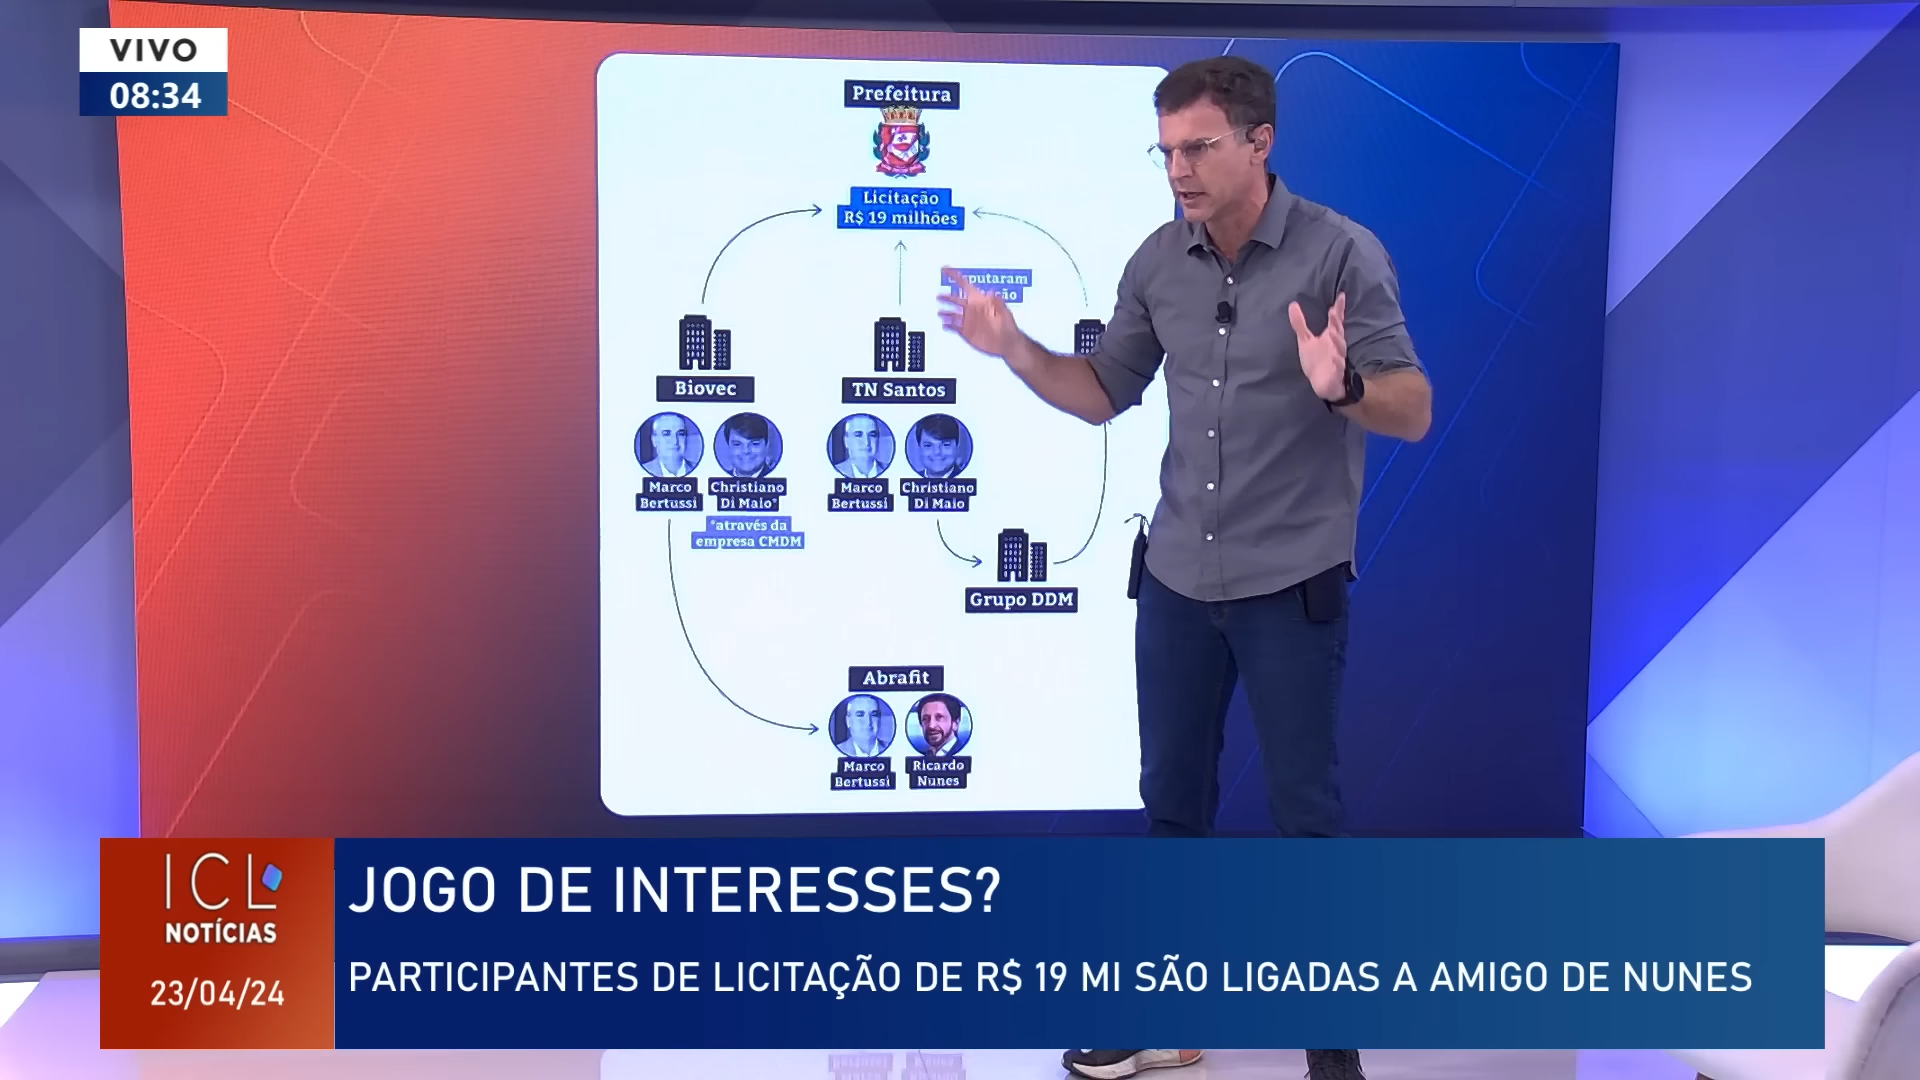 VIVO
08:34
Prefeitura
Licitação
R$ 19 milhões
Biovec
TN Santos
Marco
Bertussi
Christiano
Di Maio*
*através da
empresa CMDM
Marco
Bertussi
Christiano
Di Maio
Grupo DDM
Abrafit
Marco
Bertussi
Ricardo
Nunes
ICL
NOTÍCIAS
23/04/24
JOGO DE INTERESSES?
PARTICIPANTES DE LICITAÇÃO DE R$ 19 MI SÃO LIGADAS A AMIGO DE NUNES